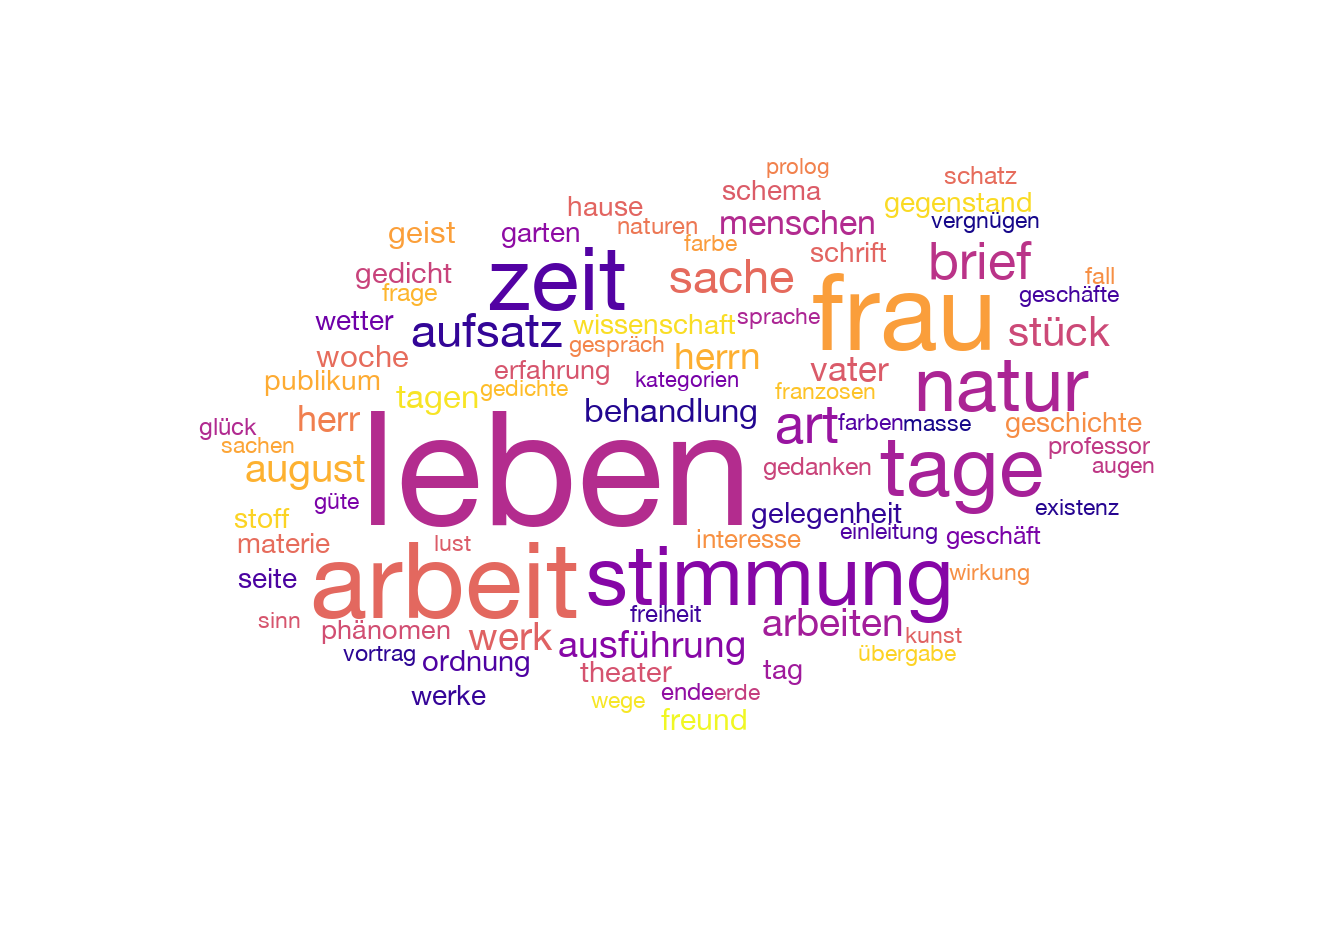 prolog
schatz
schema
gegenstand
hause
vergnügen
menschen
naturen
garten
geist
farbe
schrift
brief
gedicht
zeit
sache
fall
frage
geschäfte
frau
wetter
aufsatz
wissenschaft
sprache
stück
gespräch
woche
herrn
erfahrung
vater
publikum
kategorien
natur
tagen
gedichte
franzosen
herr
behandlung
art
farben
masse
geschichte
glück
sachen
professor
leben
august
gedanken
tage
augen
güte
existenz
stoff
gelegenheit
einleitung
geschäft
materie
lust
interesse
seite
arbeit
stimmung
wirkung
sinn
freiheit
phänomen
werk
arbeiten
kunst
ausführung
vortrag
ordnung
übergabe
theater
tag
werke
wege
ende
erde
freund